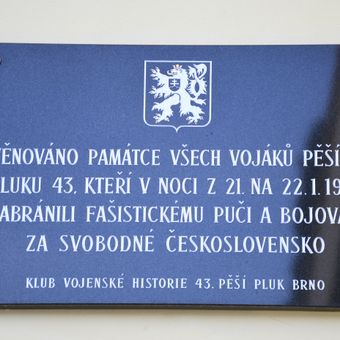 ĚNOVÁNO PAMÁTCE VŠECH VOJÁKŮ PĚŠÍ
LUKU 43, KTEŘÍ V NOCI Z 21. NA 22.1.19
ABRÁNILI FAŠISTICKÉMU PUČI A BOJOVA
ZA SVOBODNÉ ČESKOSLOVENSKO
KLUB VOJENSKÉ HISTORIE 43. PĚŠÍ PLUK BRNO